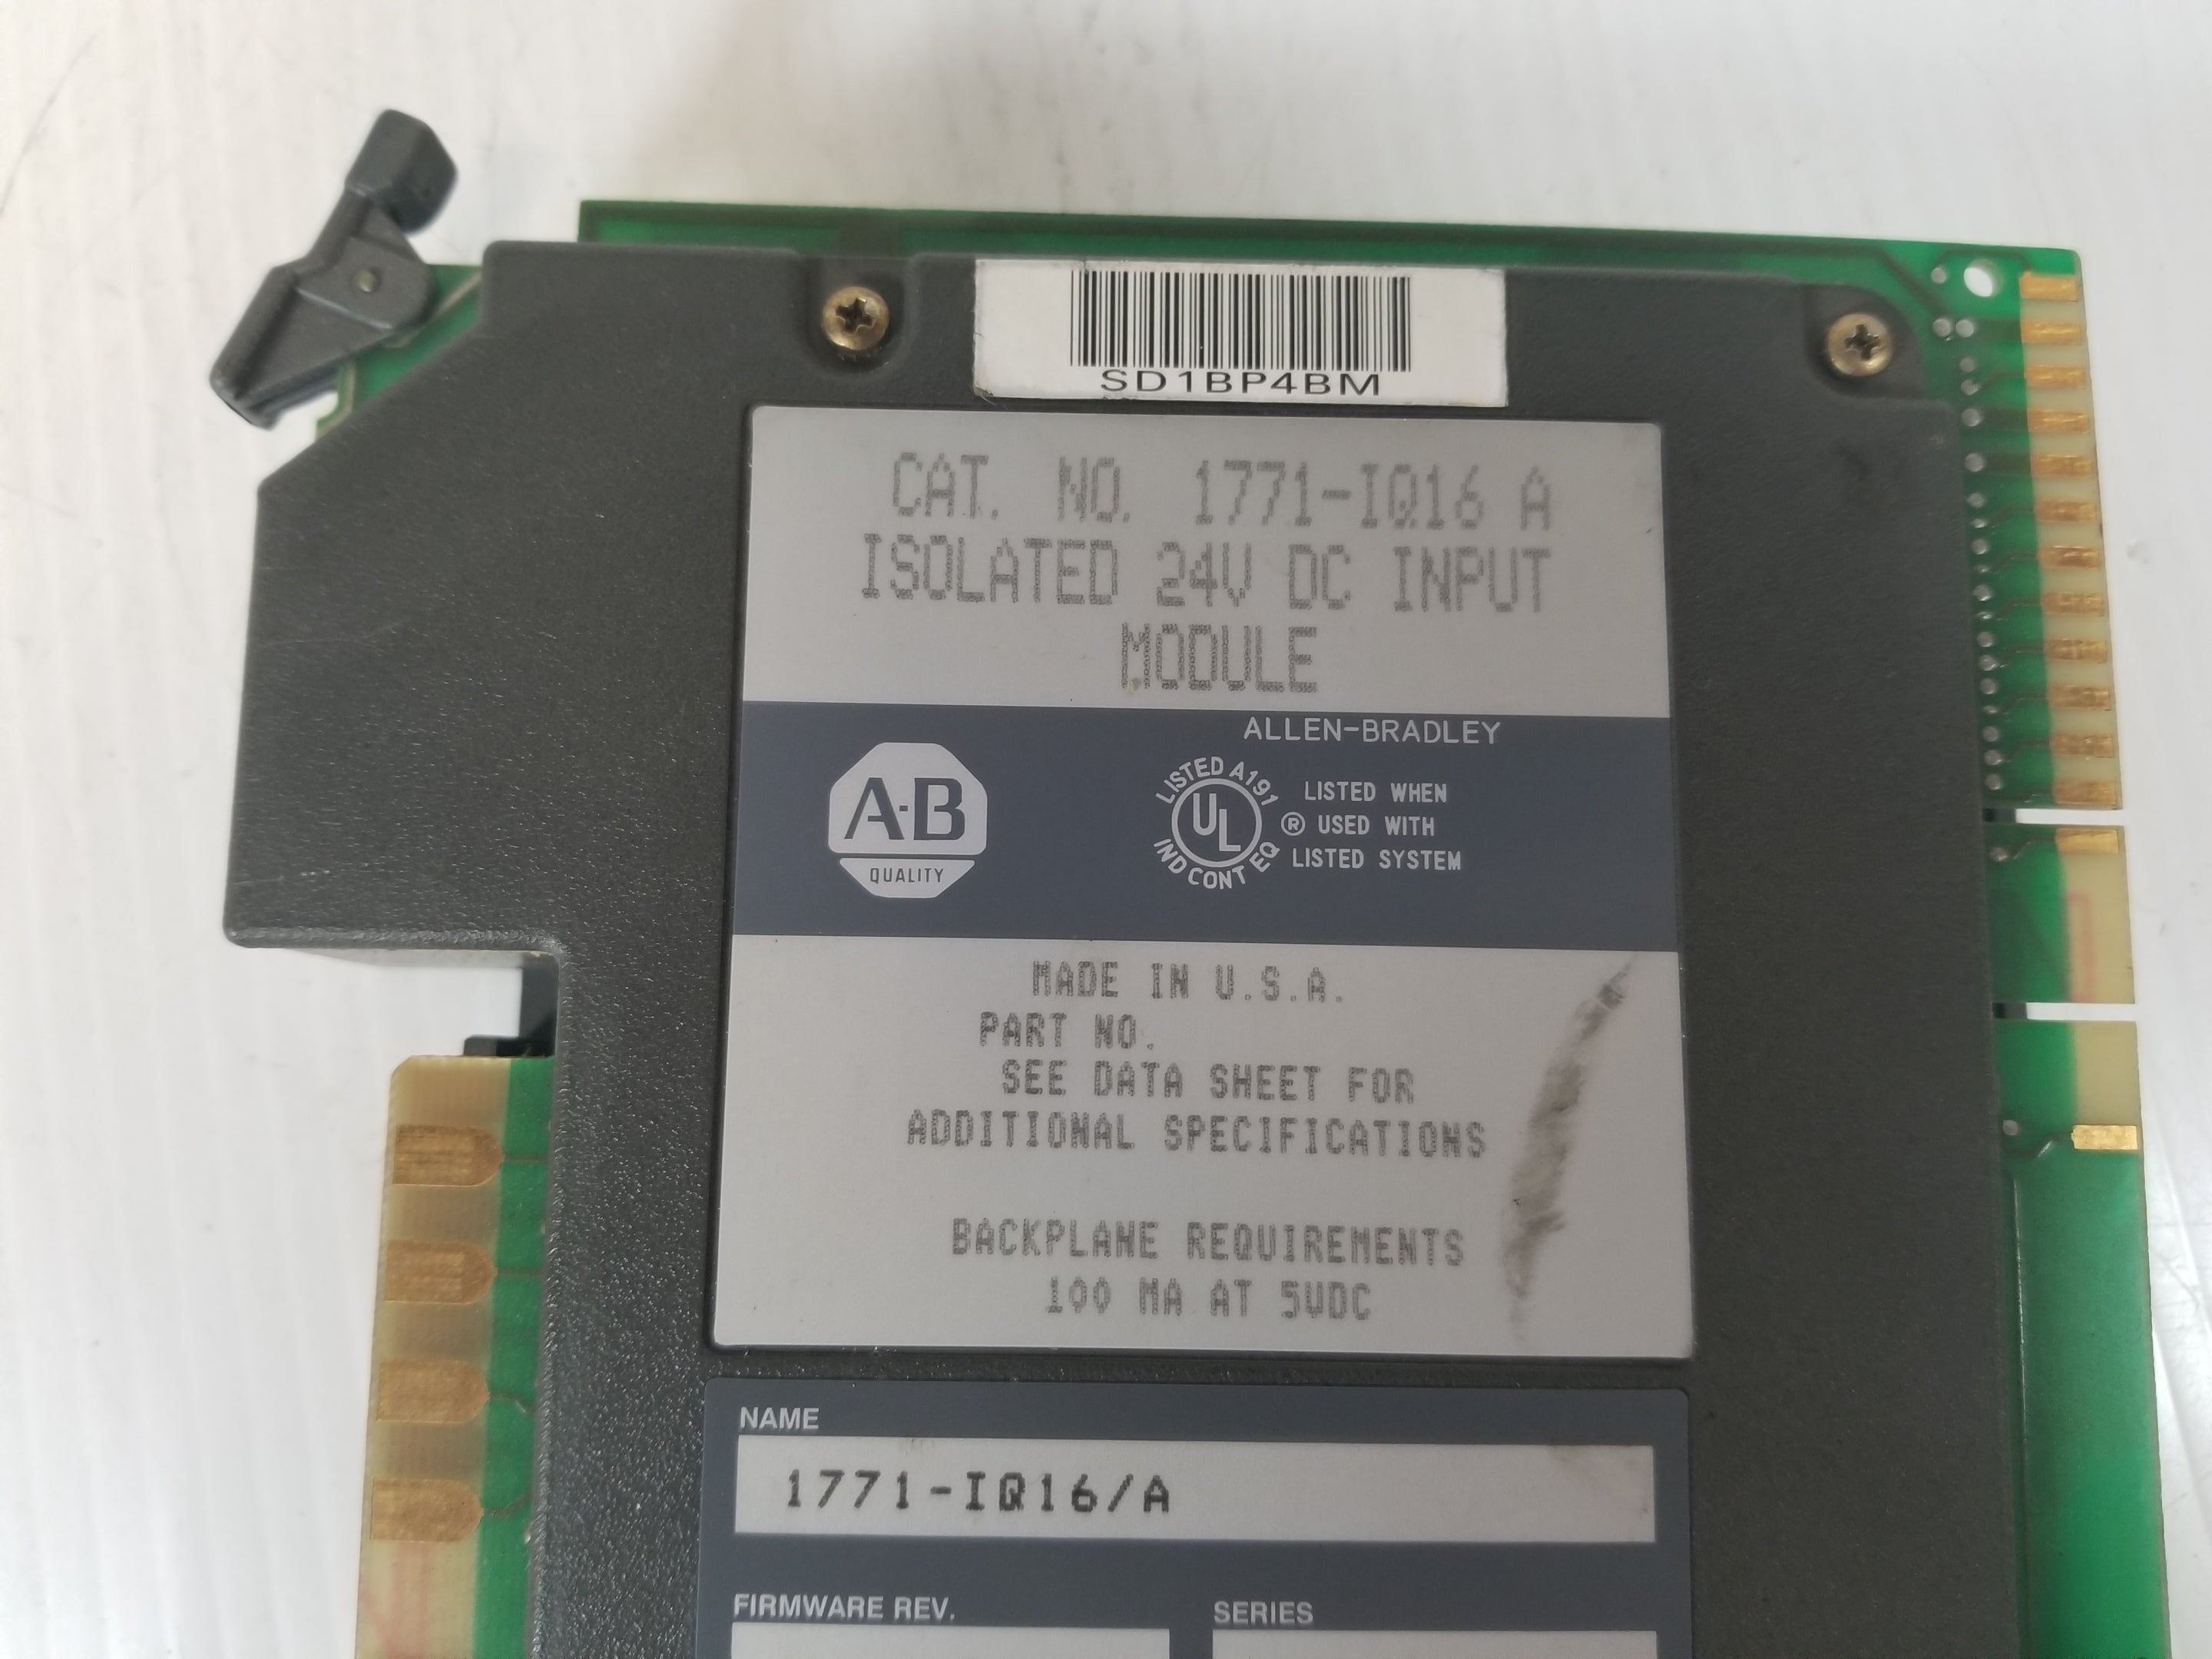 SD1BP4BM
CAT. NO. 1771-IQ16 A
ISOLATED 24V DC INPUT
MODULE
ALLEN-BRADLEY
A-B
QUALITY
LISTED A191
UL
IND CONT EQ
®
LISTED WHEN
USED WITH
LISTED SYSTEM
MADE IN U.S.A.
PART NO.
SEE DATA SHEET FOR
ADDITIONAL SPECIFICATIONS
BACKPLANE REQUIREMENTS
100 MA AT 5VDC
NAME
1771-IQ16/A
FIRMWARE REV.
SERIES